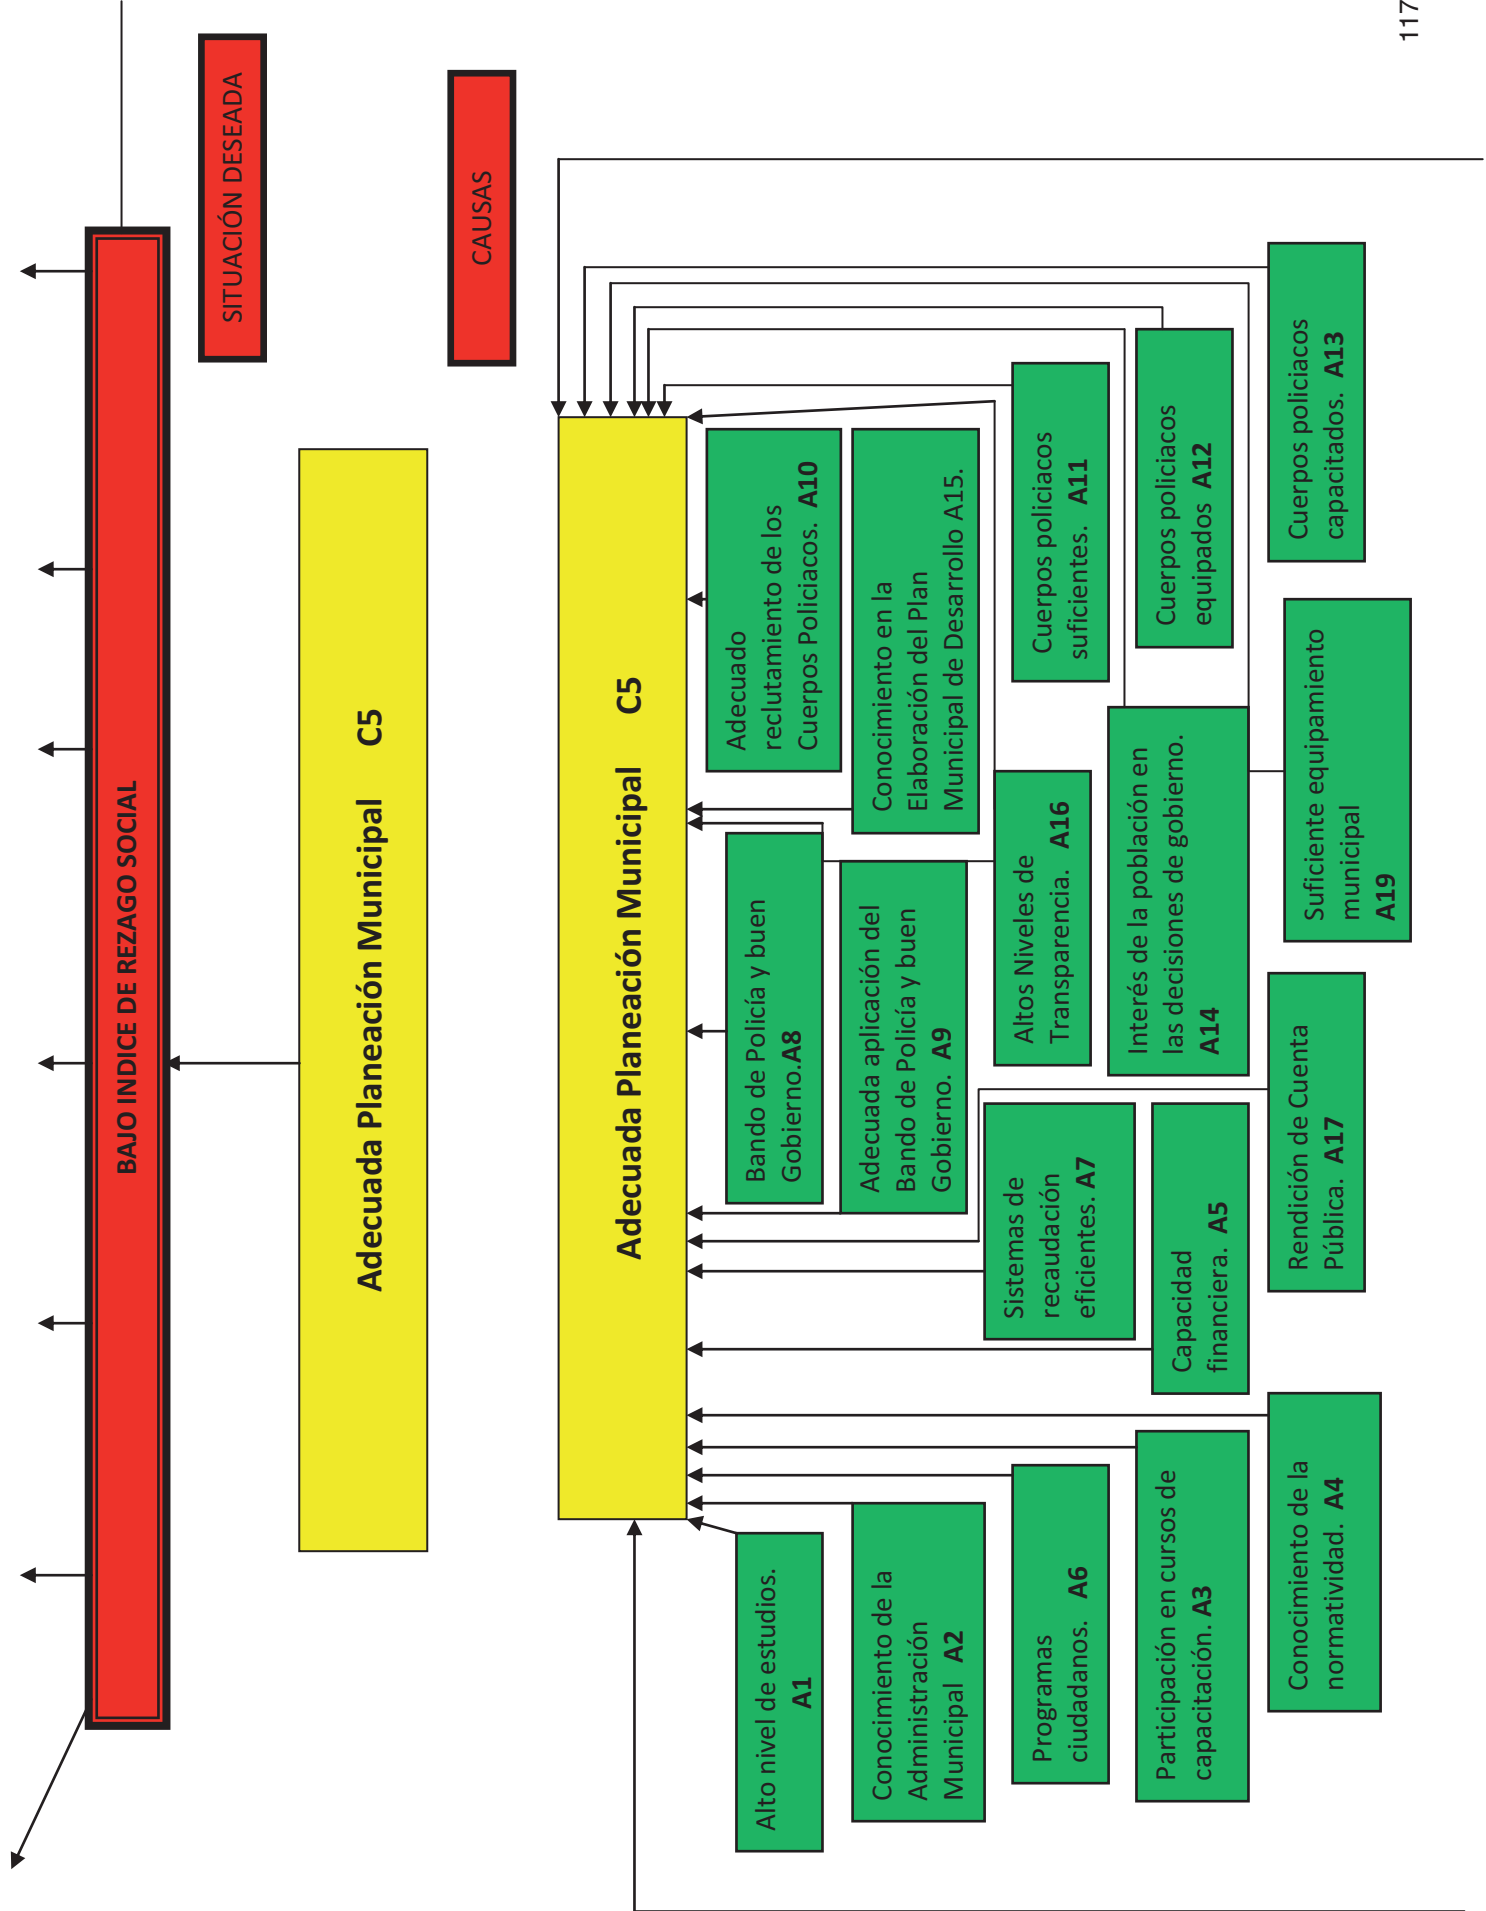 BAJO INDICE DE REZAGO SOCIAL
SITUACIÓN DESEADA
Adecuada Planeación Municipal C5
CAUSAS
Adecuada Planeación Municipal C5
Alto nivel de estudios.
A1
Conocimiento de la
Administración
Municipal A2
Programas
ciudadanos. A6
Participación en cursos de
capacitación. A3
Conocimiento de la
normatividad. A4
Sistemas de
recaudación
eficientes. A7
Capacidad
financiera. A5
Rendición de Cuenta
Pública. A17
Bando de Policía y buen
Gobierno.A8
Adecuada aplicación del
Bando de Policía y buen
Gobierno. A9
Altos Niveles de
Transparencia. A16
Interés de la población en
las decisiones de gobierno.
A14
Suficiente equipamiento
municipal
A19
Adecuado
reclutamiento de los
Cuerpos Policiacos. A10
Conocimiento en la
Elaboración del Plan
Municipal de Desarrollo A15.
Cuerpos policiacos
suficientes. A11
Cuerpos policiacos
equipados A12
Cuerpos policiacos
capacitados. A13
117